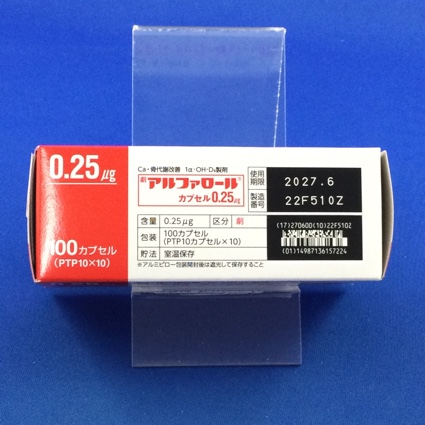 0.25μg
100カプセル
(PTP10×10)
Ca・骨代謝改善 1α・OH-D₃製剤
劇 アルファロール®
カプセル0.25μg
含量 0.25μg 区分 劇
包装 100カプセル
(PTP10カプセル×10)
貯法 室温保存
※アルミピロー包装開封後は遮光して保存すること
使用期限 2027.6
製造番号 22F510Z
(17)270600(10)22F510Z
(01)14987136157224